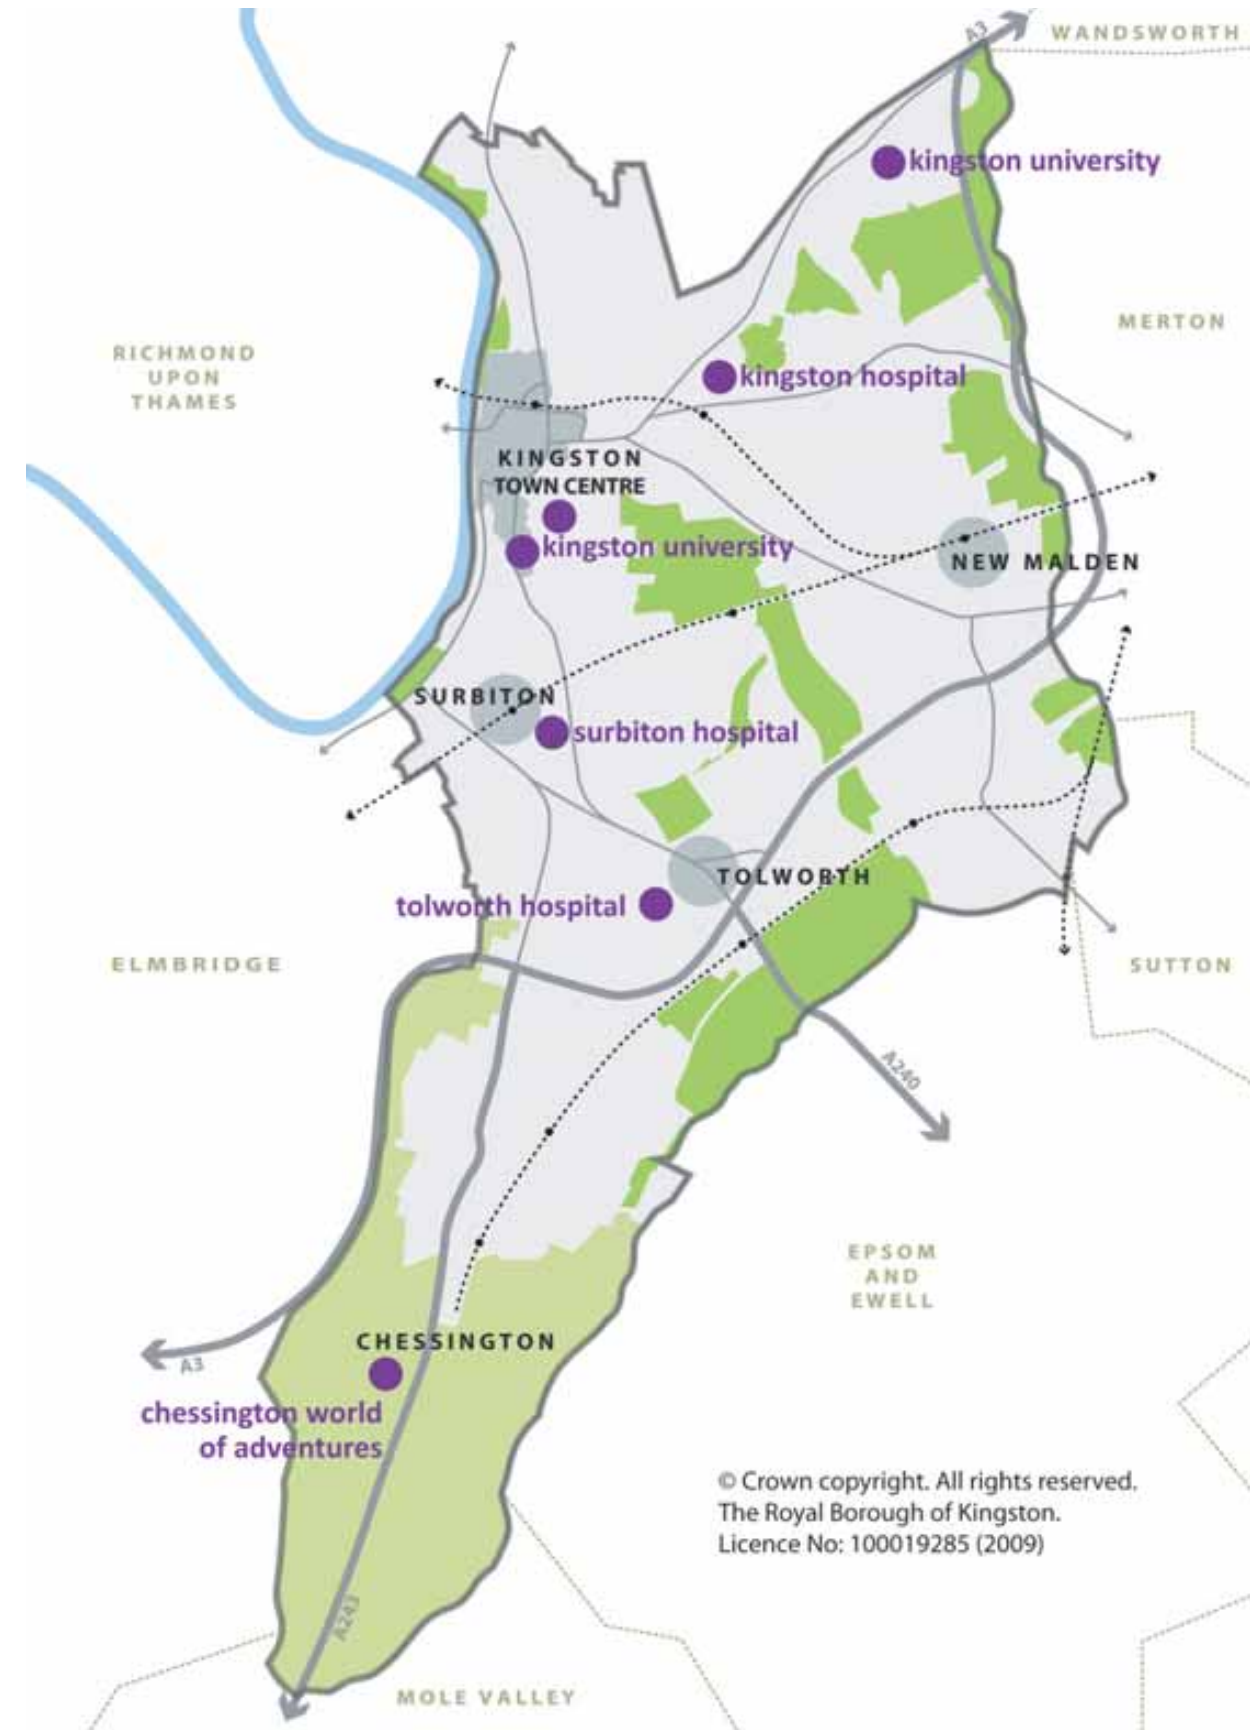 A3
WANDSWORTH
kingston university
MERTON
RICHMOND
UPON
THAMES
kingston hospital
KINGSTON
TOWN CENTRE
kingston university
NEW MALDEN
SURBITON
surbiton hospital
TOLWORTH
tolworth hospital
ELMBRIDGE
SUTTON
A240
EPSOM
AND
EWELL
CHESSINGTON
A3
chessington world
of adventures
© Crown copyright. All rights reserved.
The Royal Borough of Kingston.
Licence No: 100019285 (2009)
A243
MOLE VALLEY